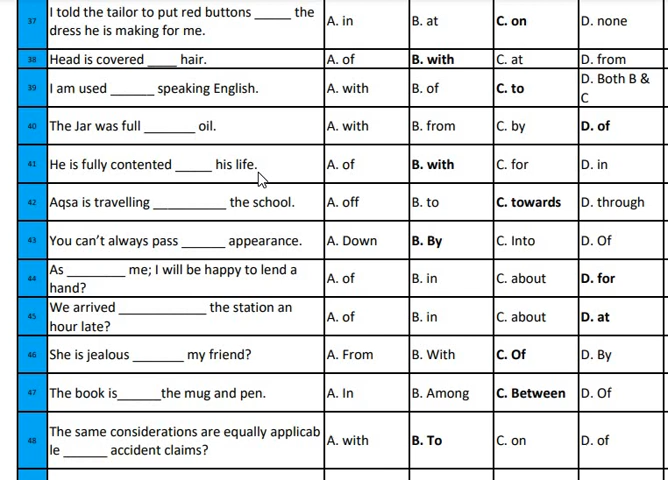 37 I told the tailor to put red buttons _____ the A. in B. at C. on D. none
dress he is making for me.
38 Head is covered ____ hair. A. of B. with C. at D. from
39 I am used ______ speaking English. A. with B. of C. to D. Both B &
C
40 The Jar was full _______ oil. A. with B. from C. by D. of
41 He is fully contented _____ his life. A. of B. with C. for D. in
42 Aqsa is travelling __________ the school. A. off B. to C. towards D. through
43 You can't always pass ______ appearance. A. Down B. By C. Into D. Of
44 As ________ me; I will be happy to lend a A. of B. in C. about D. for
hand?
45 We arrived ____________ the station an A. of B. in C. about D. at
hour late?
46 She is jealous _______ my friend? A. From B. With C. Of D. By
47 The book is______the mug and pen. A. In B. Among C. Between D. Of
48 The same considerations are equally applicab A. with B. To C. on D. of
le ______ accident claims?